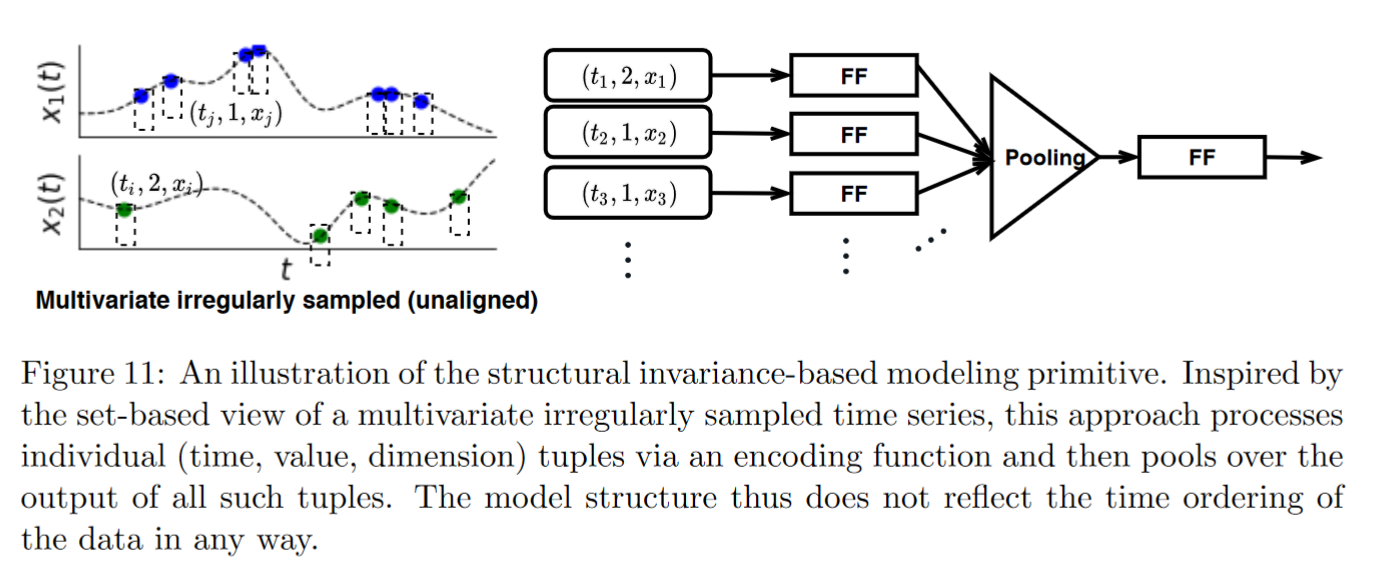 x₁(t)
(tⱼ, 1, xⱼ)
x₂(t)
(tᵢ, 2, xᵢ)
t
Multivariate irregularly sampled (unaligned)
(t₁, 2, x₁)
FF
(t₂, 1, x₂)
FF
Pooling
FF
(t₃, 1, x₃)
FF
Figure 11: An illustration of the structural invariance-based modeling primitive. Inspired by
the set-based view of a multivariate irregularly sampled time series, this approach processes
individual (time, value, dimension) tuples via an encoding function and then pools over the
output of all such tuples. The model structure thus does not reflect the time ordering of
the data in any way.